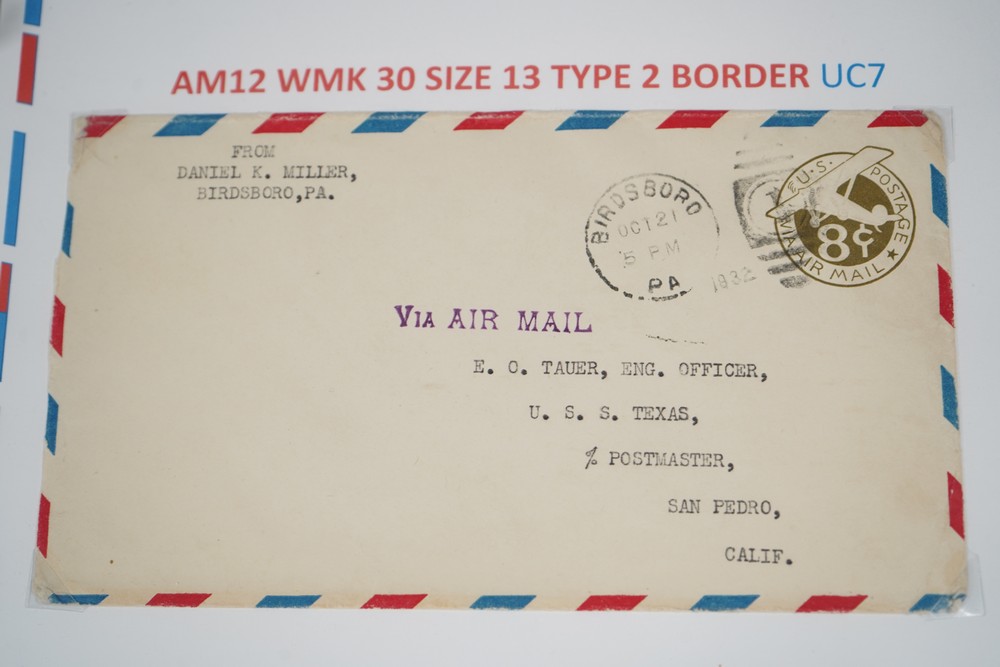 AM12 WMK 30 SIZE 13 TYPE 2 BORDER UC7
FROM
DANIEL K. MILLER,
BIRDSBORO, PA.
BIRDSBORO
OCT 21
5 PM
PA
1932
U.S. POSTAGE
8¢
VIA AIR MAIL
VIA AIR MAIL
E. O. TAUER, ENG. OFFICER,
U. S. S. TEXAS,
% POSTMASTER,
SAN PEDRO,
CALIF.